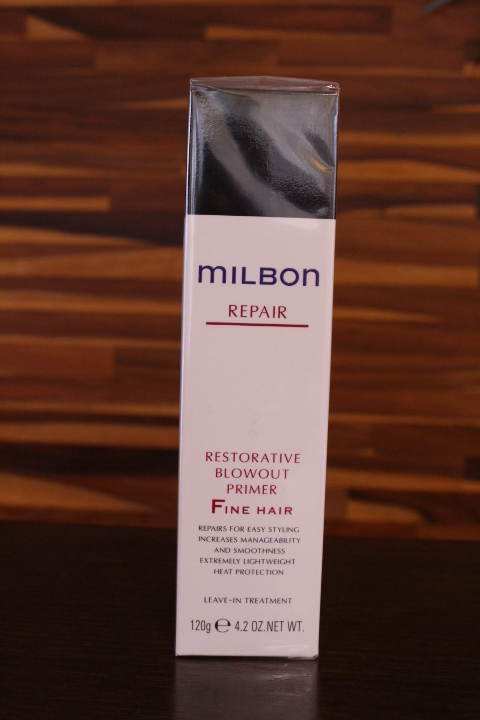 MILBON
REPAIR
RESTORATIVE
BLOWOUT
PRIMER
FINE HAIR
REPAIRS FOR EASY STYLING
INCREASES MANAGEABILITY
AND SMOOTHNESS
EXTREMELY LIGHTWEIGHT
HEAT PROTECTION
LEAVE-IN TREATMENT
120g ℮ 4.2 OZ.NET WT.